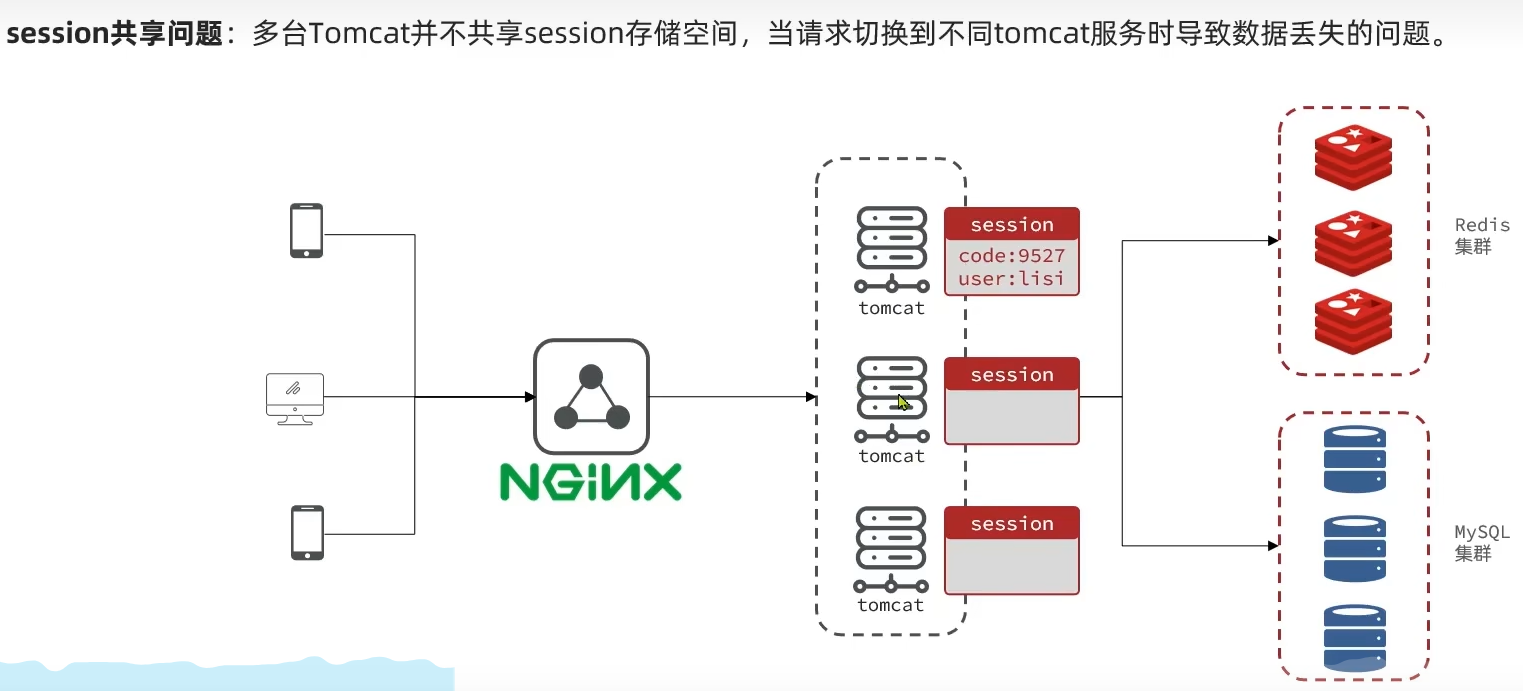 session共享问题：多台Tomcat并不共享session存储空间，当请求切换到不同tomcat服务时导致数据丢失的问题。
session
code:9527
user:lisi
tomcat
Redis
集群
session
tomcat
NGiNX
session
tomcat
MySQL
集群